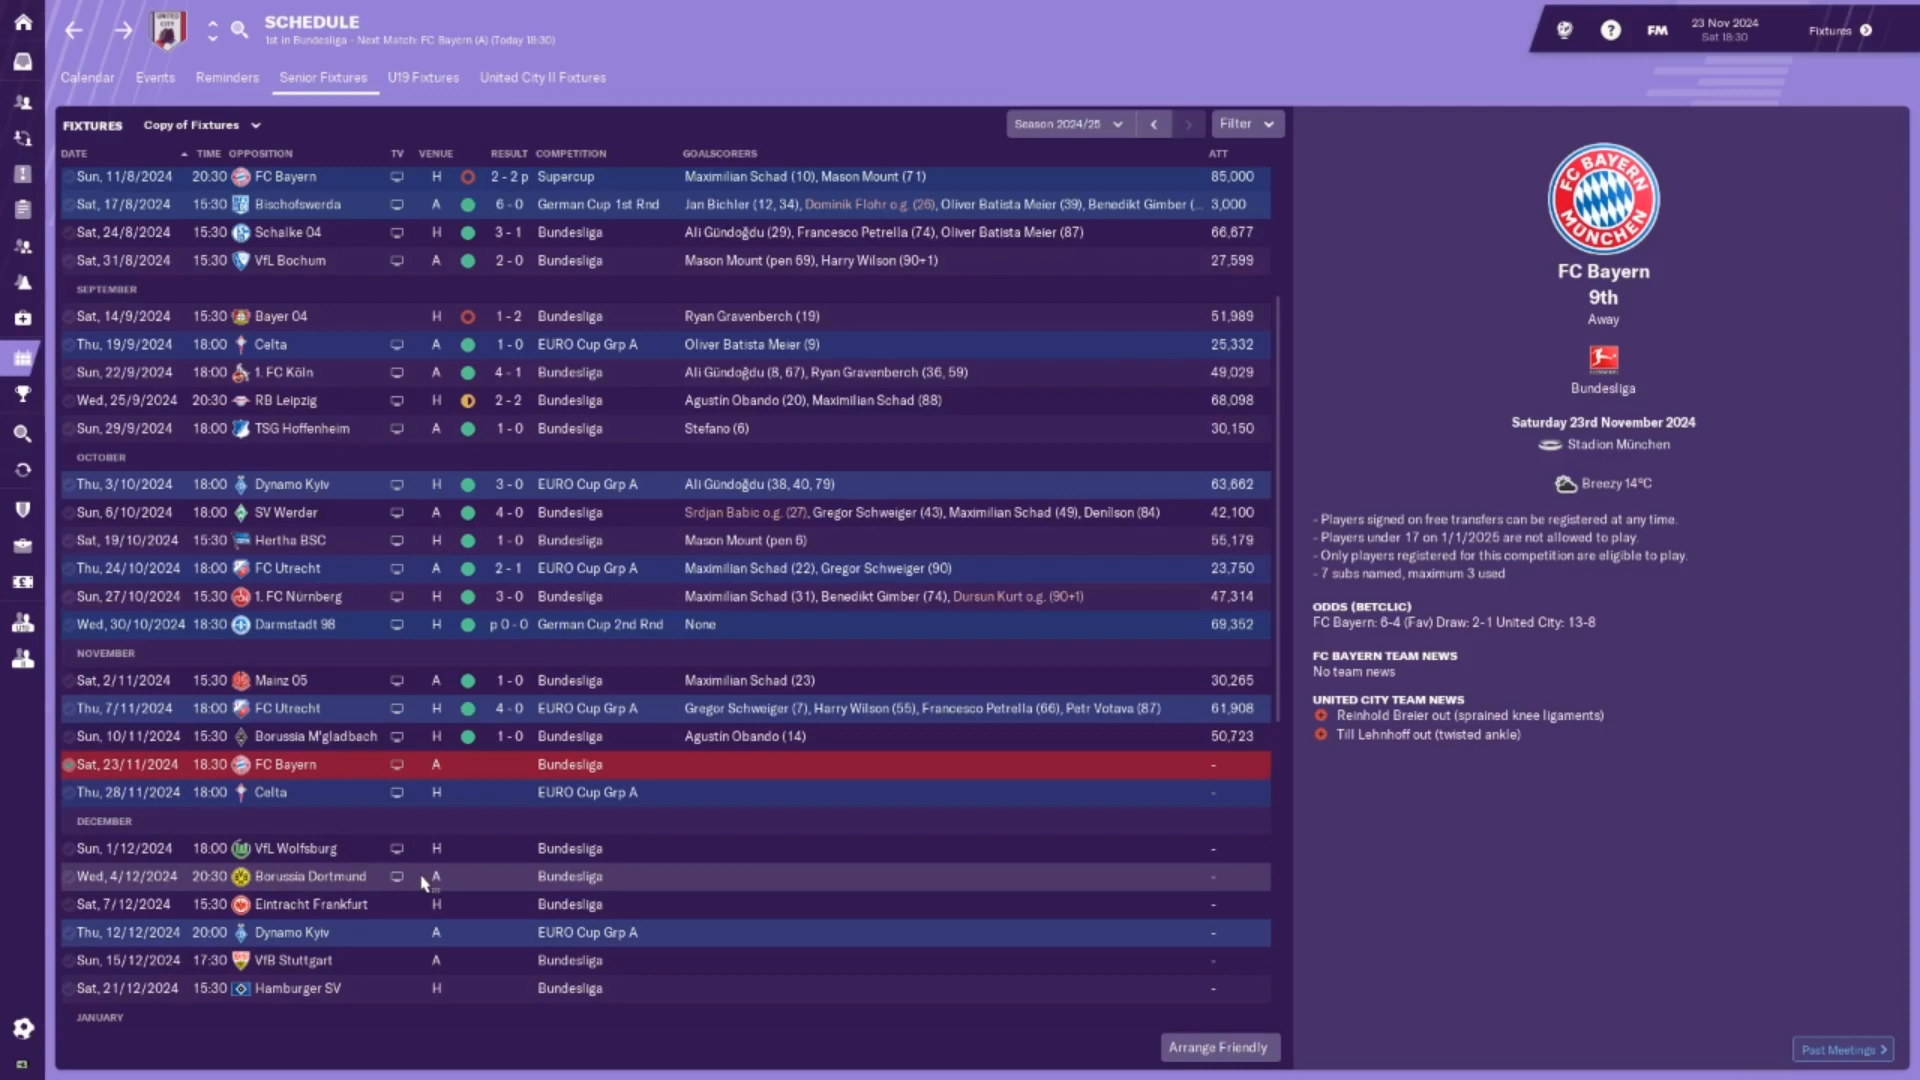 SCHEDULE
1st in Bundesliga - Next Match: FC Bayern (A) (Today 18:30)
FM
23 Nov 2024
Sat 18:30
Fixtures
Calendar Events Reminders Senior Fixtures U19 Fixtures United City II Fixtures
FIXTURES Copy of Fixtures Season 2024/25 Filter
DATE TIME OPPOSITION TV VENUE RESULT COMPETITION GOALSCORERS ATT
Sun, 11/8/2024 20:30 FC Bayern H 2 - 2 p Supercup Maximilian Schad (10), Mason Mount (71) 85,000
Sat, 17/8/2024 15:30 Bischofswerda A 6 - 0 German Cup 1st Rnd Jan Bichler (12, 34), Dominik Flohr o.g. (26), Oliver Batista Meier (39), Benedikt Gimber (... 3,000
Sat, 24/8/2024 15:30 Schalke 04 H 3 - 1 Bundesliga Ali Gündoğdu (29), Francesco Petrella (74), Oliver Batista Meier (87) 66,677
Sat, 31/8/2024 15:30 VfL Bochum A 2 - 0 Bundesliga Mason Mount (pen 69), Harry Wilson (90+1) 27,599
SEPTEMBER
Sat, 14/9/2024 15:30 Bayer 04 H 1 - 2 Bundesliga Ryan Gravenberch (19) 51,989
Thu, 19/9/2024 18:00 Celta A 1 - 0 EURO Cup Grp A Oliver Batista Meier (9) 25,332
Sun, 22/9/2024 18:00 1. FC Köln A 4 - 1 Bundesliga Ali Gündoğdu (8, 67), Ryan Gravenberch (36, 59) 49,029
Wed, 25/9/2024 20:30 RB Leipzig H 2 - 2 Bundesliga Agustín Obando (20), Maximilian Schad (88) 68,098
Sun, 29/9/2024 18:00 TSG Hoffenheim A 1 - 0 Bundesliga Stefano (6) 30,150
OCTOBER
Thu, 3/10/2024 18:00 Dynamo Kyiv H 3 - 0 EURO Cup Grp A Ali Gündoğdu (38, 40, 79) 63,662
Sun, 6/10/2024 18:00 SV Werder A 4 - 0 Bundesliga Srdjan Babic o.g. (27), Gregor Schweiger (43), Maximilian Schad (49), Denílson (84) 42,100
Sat, 19/10/2024 15:30 Hertha BSC H 1 - 0 Bundesliga Mason Mount (pen 6) 55,179
Thu, 24/10/2024 18:00 FC Utrecht A 2 - 1 EURO Cup Grp A Maximilian Schad (22), Gregor Schweiger (90) 23,750
Sun, 27/10/2024 15:30 1. FC Nürnberg H 3 - 0 Bundesliga Maximilian Schad (31), Benedikt Gimber (74), Dursun Kurt o.g. (90+1) 47,314
Wed, 30/10/2024 18:30 Darmstadt 98 H p 0 - 0 German Cup 2nd Rnd None 69,352
NOVEMBER
Sat, 2/11/2024 15:30 Mainz 05 A 1 - 0 Bundesliga Maximilian Schad (23) 30,265
Thu, 7/11/2024 18:00 FC Utrecht H 4 - 0 EURO Cup Grp A Gregor Schweiger (7), Harry Wilson (55), Francesco Petrella (66), Petr Votava (87) 61,908
Sun, 10/11/2024 15:30 Borussia M'gladbach H 1 - 0 Bundesliga Agustín Obando (14) 50,723
Sat, 23/11/2024 18:30 FC Bayern A Bundesliga -
Thu, 28/11/2024 18:00 Celta H EURO Cup Grp A -
DECEMBER
Sun, 1/12/2024 18:00 VfL Wolfsburg H Bundesliga -
Wed, 4/12/2024 20:30 Borussia Dortmund A Bundesliga -
Sat, 7/12/2024 15:30 Eintracht Frankfurt H Bundesliga -
Thu, 12/12/2024 20:00 Dynamo Kyiv A EURO Cup Grp A -
Sun, 15/12/2024 17:30 VfB Stuttgart A Bundesliga -
Sat, 21/12/2024 15:30 Hamburger SV H Bundesliga -
JANUARY
Arrange Friendly
FC BAYERN
MÜNCHEN
FC Bayern
9th
Away
Bundesliga
Saturday 23rd November 2024
Stadion München
Breezy 14°C
- Players signed on free transfers can be registered at any time.
- Players under 17 on 1/1/2025 are not allowed to play.
- Only players registered for this competition are eligible to play.
- 7 subs named, maximum 3 used
ODDS (BETCLIC)
FC Bayern: 6-4 (Fav) Draw: 2-1 United City: 13-8
FC BAYERN TEAM NEWS
No team news
UNITED CITY TEAM NEWS
Reinhold Breier out (sprained knee ligaments)
Till Lehnhoff out (twisted ankle)
Past Meetings